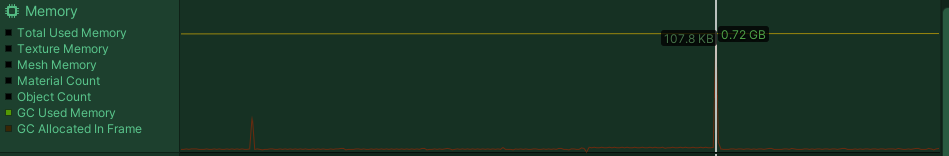 Memory
Total Used Memory
Texture Memory
Mesh Memory
Material Count
Object Count
GC Used Memory
GC Allocated In Frame
107.8 KB
0.72 GB